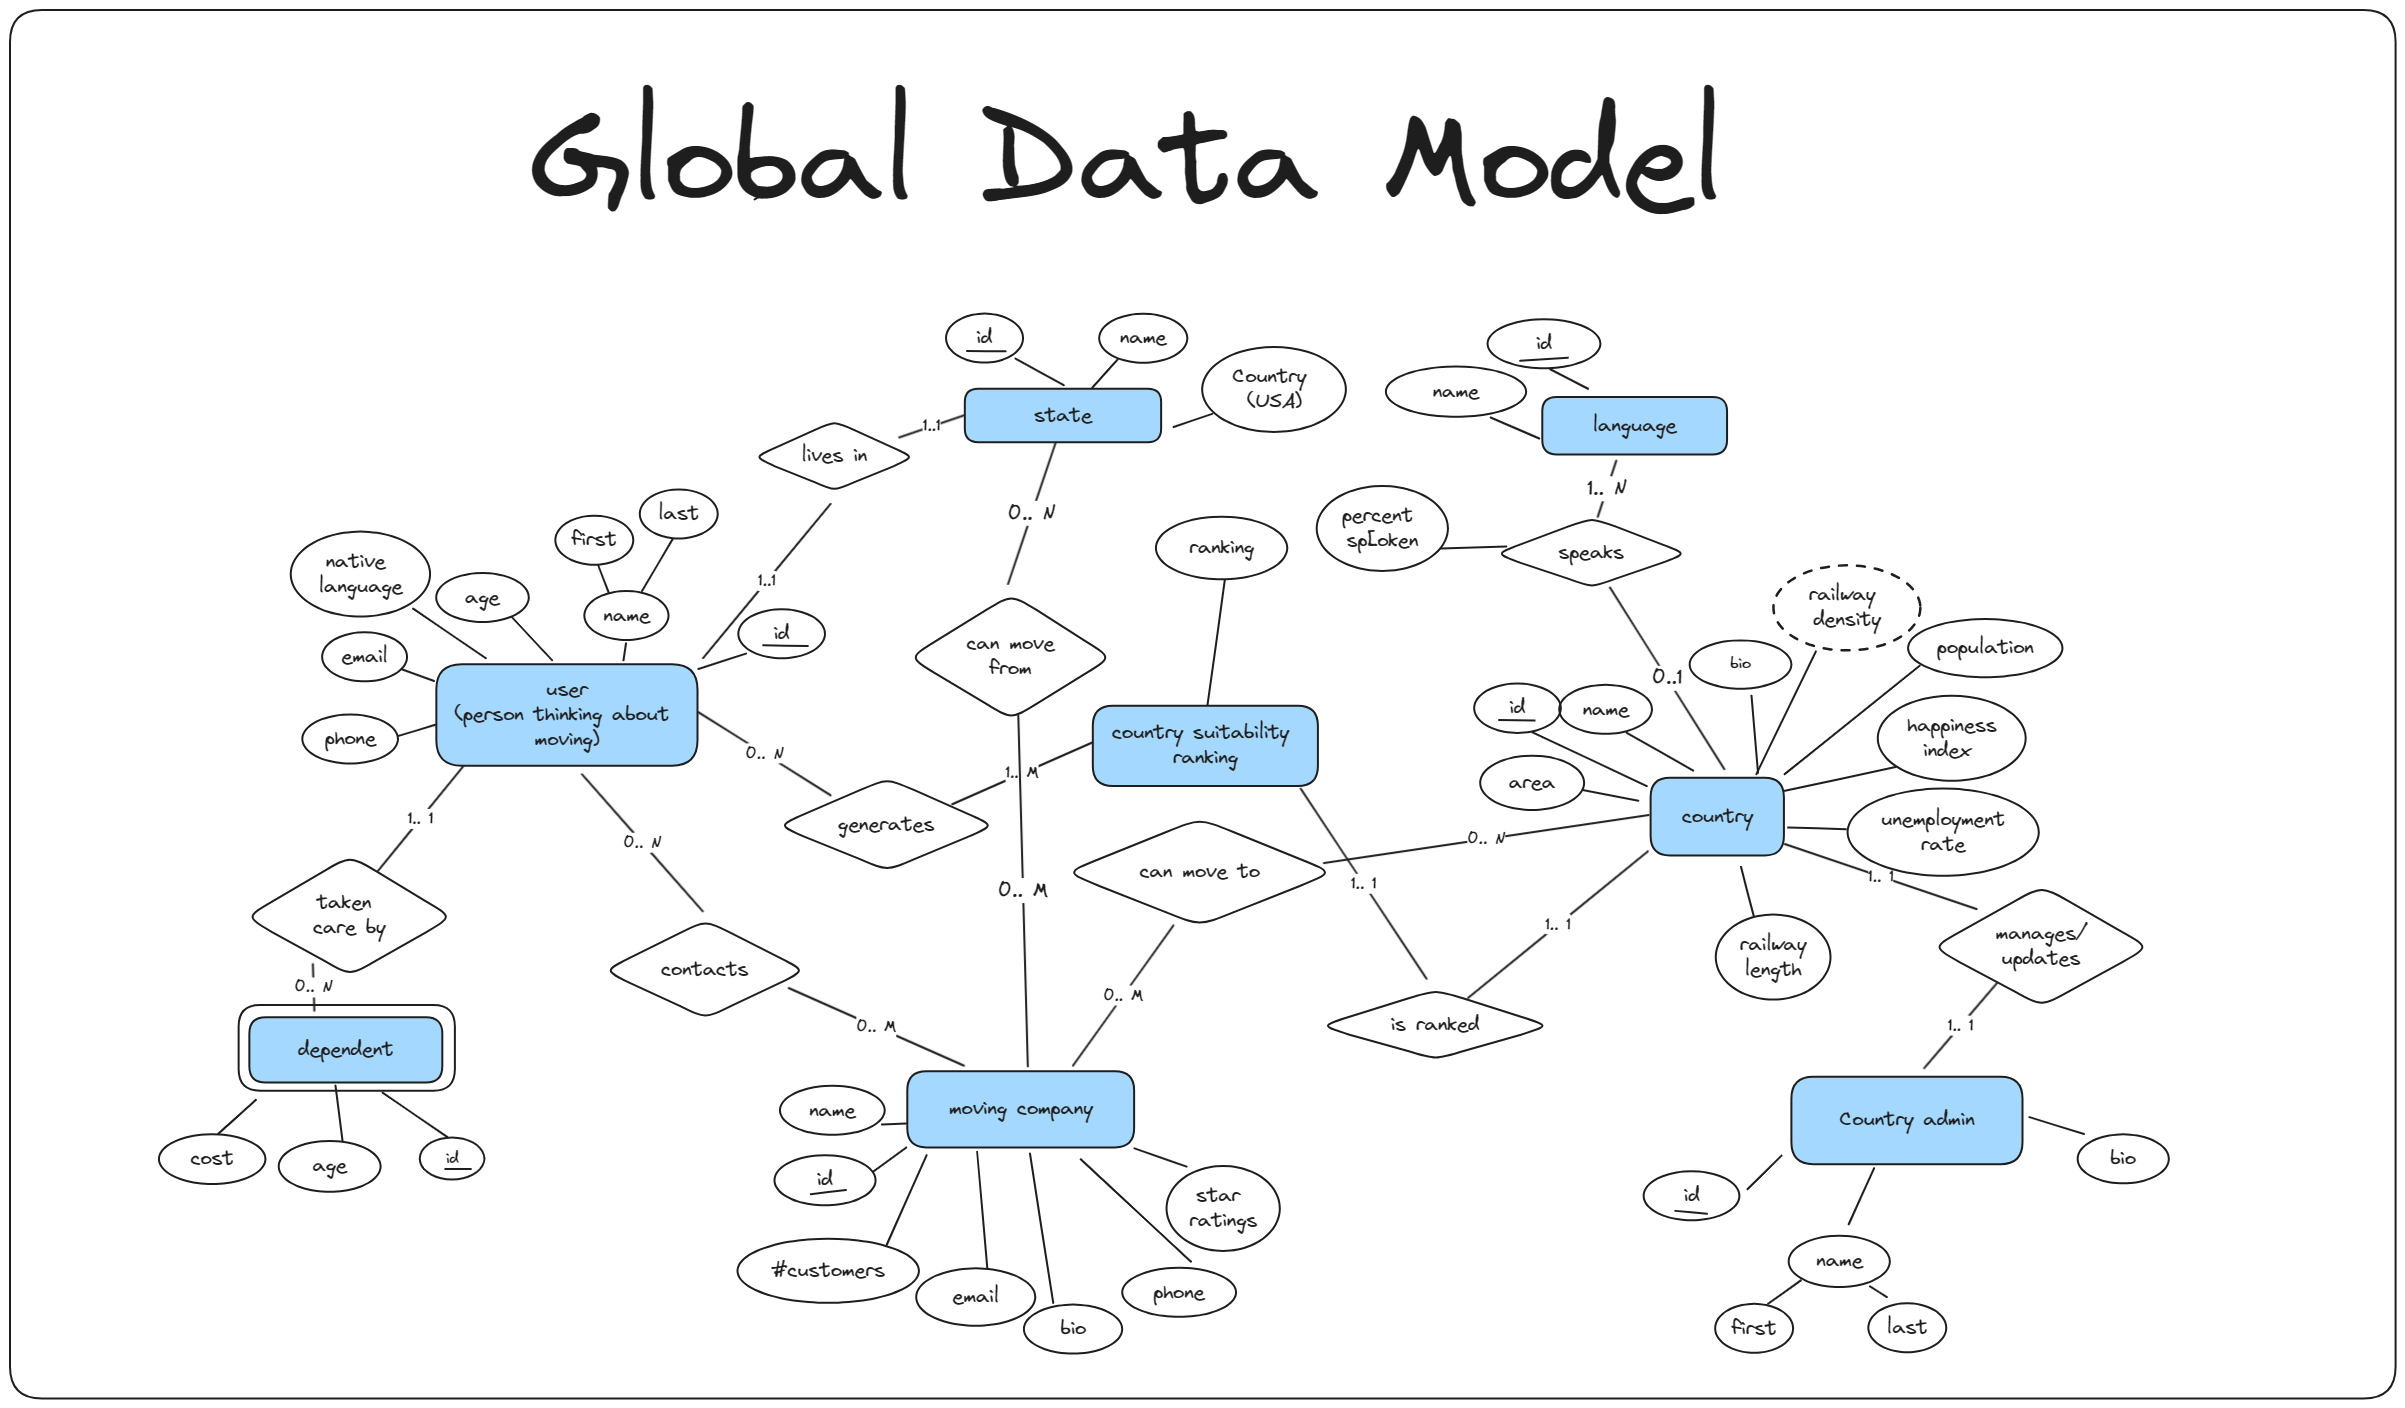 Global Data Model
id
name
Country
(USA)
state
id
name
language
lives in
1..1
1..1
0.. N
1.. N
percent
sp[oken
speaks
0..1
can move
from
ranking
native
language
age
first
last
name
id
email
phone
user
(person thinking about
moving)
0.. N
generates
1.. M
country suitability
ranking
railway
density
bio
population
id
name
happiness
index
area
country
unemployment
rate
railway
length
1.. 1
taken
care by
0.. N
dependent
cost
age
id
0.. N
contacts
0.. M
0.. M
can move to
0.. N
0.. M
1.. 1
1.. 1
is ranked
1.. 1
manages/
updates
1.. 1
moving company
name
id
#customers
email
bio
phone
star
ratings
Country admin
id
bio
name
first
last